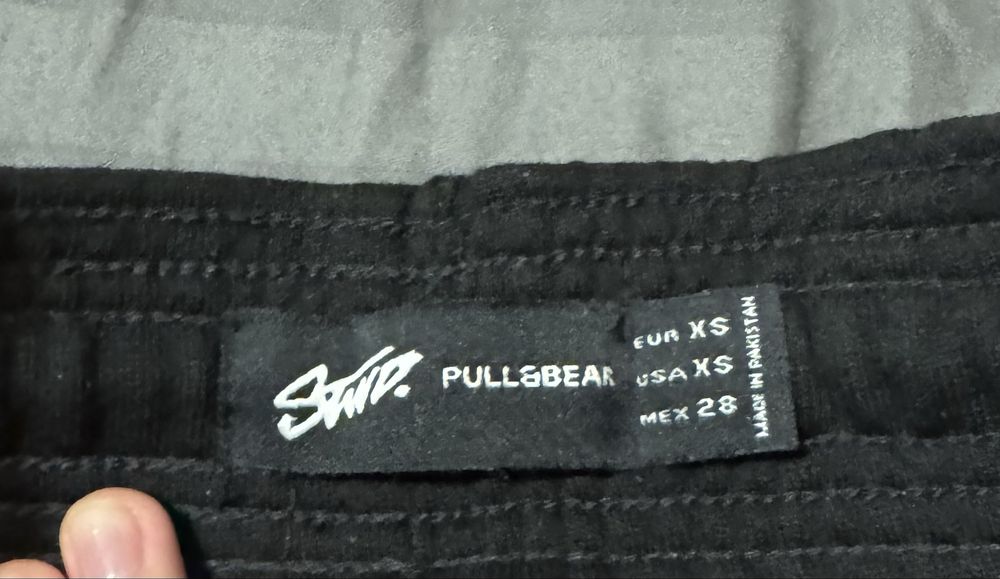 STWD.
PULL&BEAR
EUR XS
USA XS
MEX 28
MADE IN PAKISTAN